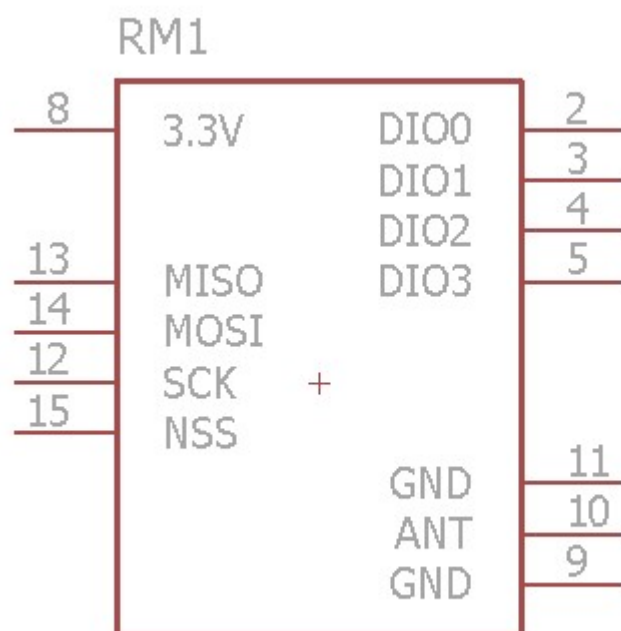 RM1
8 3.3V DIO0 2
DIO1 3
DIO2 4
13 MISO DIO3 5
14 MOSI
12 SCK
15 NSS
GND 11
ANT 10
GND 9